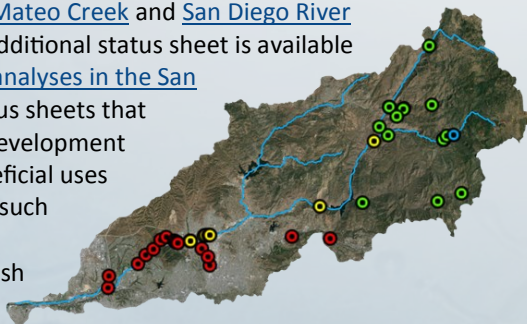 Mateo Creek and San Diego River
dditional status sheet is available
analyses in the San
us sheets that
evelopment
eficial uses
such
sh